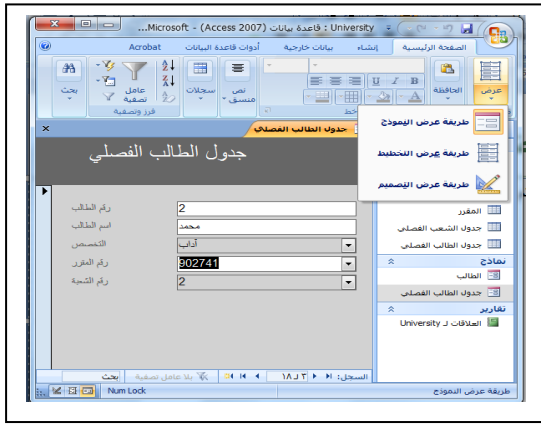 University : قاعدة بيانات (Access 2007) - Microsoft...
الصفحة الرئيسية
إنشاء
بيانات خارجية
أدوات قاعدة البيانات
Acrobat
عرض
الحافظة
خط
نص منسق
سجلات
عامل تصفية
فرز وتصفية
بحث
طريقة عرض النموذج
طريقة عرض التخطيط
طريقة عرض التصميم
جدول الطالب الفصلي
جدول الطالب الفصلي
رقم الطالب
2
اسم الطالب
محمد
التخصص
آداب
رقم المقرر
902741
رقم الشعبة
2
المقرر
جدول الشعب الفصلي
جدول الطالب الفصلي
نماذج
الطالب
جدول الطالب الفصلي
تقارير
العلاقات لـ University
السجل: ٣ لـ ١٨
بلا عامل تصفية
بحث
طريقة عرض النموذج
Num Lock